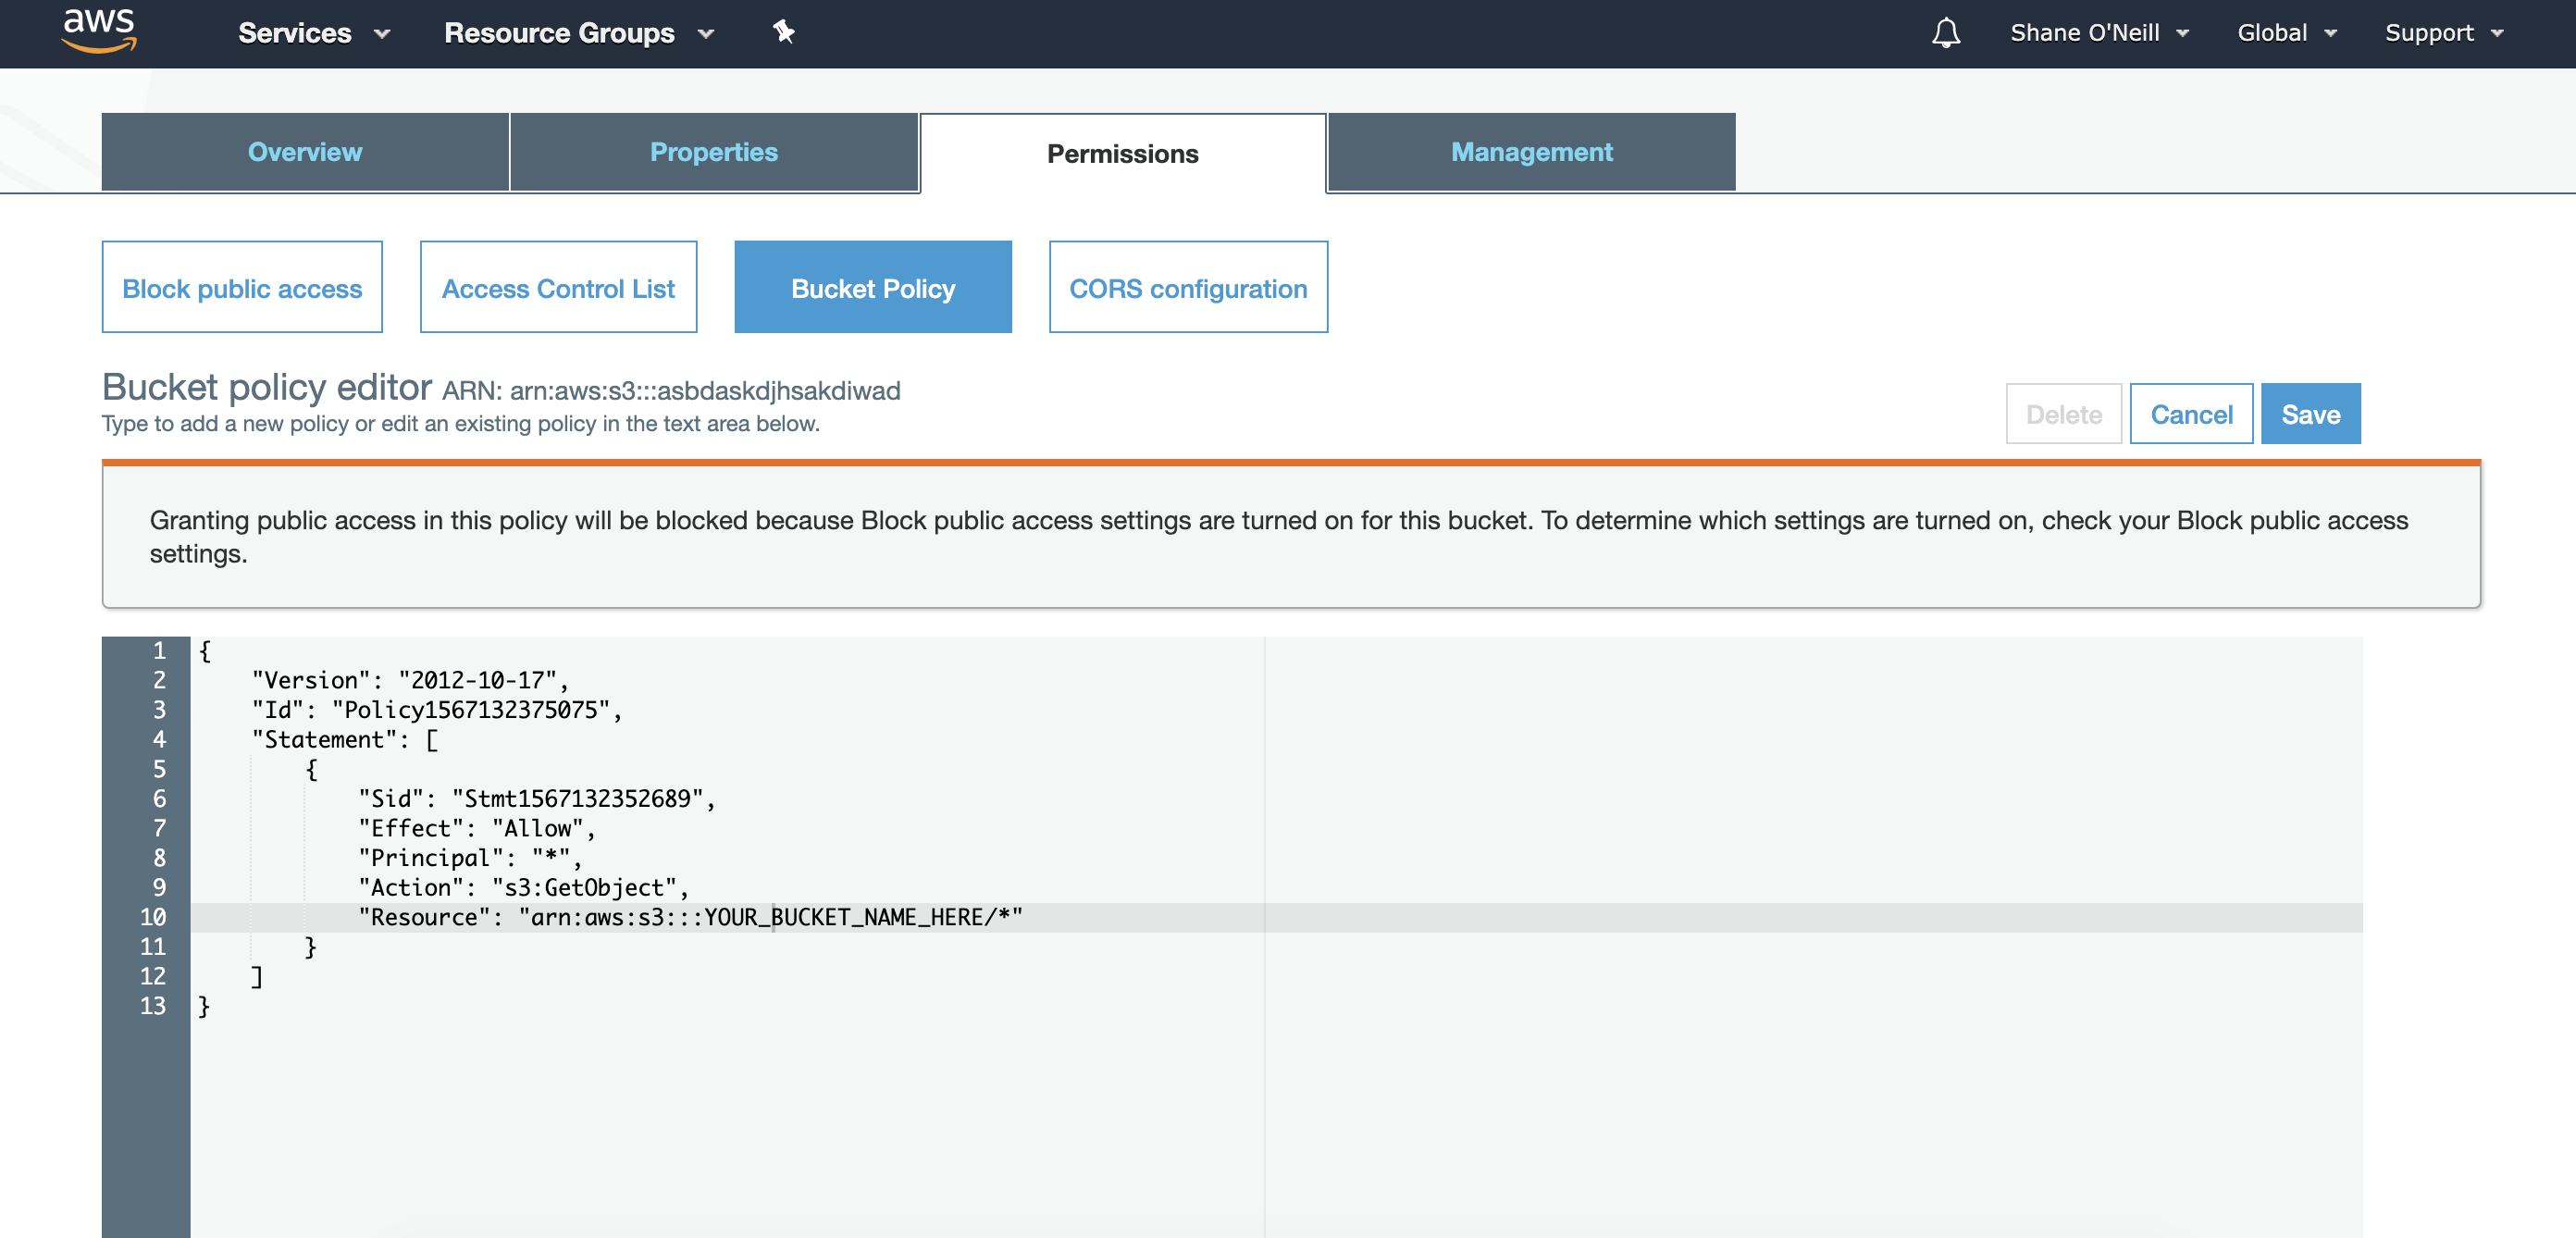 aws Services Resource Groups Shane O'Neill Global Support
Overview Properties Permissions Management
Block public access Access Control List Bucket Policy CORS configuration
Bucket policy editor ARN: arn:aws:s3:::asbdaskdjhsakdiwad
Type to add a new policy or edit an existing policy in the text area below.
Delete Cancel Save
Granting public access in this policy will be blocked because Block public access settings are turned on for this bucket. To determine which settings are turned on, check your Block public access
settings.
1 {
2 "Version": "2012-10-17",
3 "Id": "Policy1567132375075",
4 "Statement": [
5 {
6 "Sid": "Stmt1567132352689",
7 "Effect": "Allow",
8 "Principal": "*",
9 "Action": "s3:GetObject",
10 "Resource": "arn:aws:s3:::YOUR_BUCKET_NAME_HERE/*"
11 }
12 ]
13 }